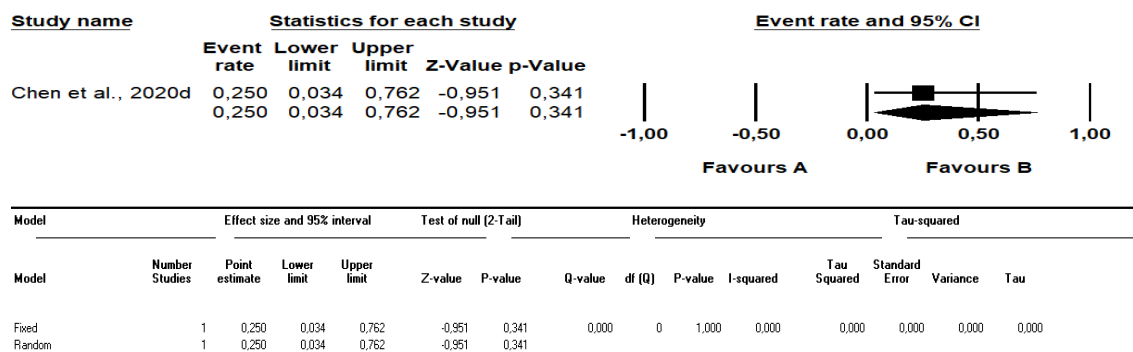 Study name Statistics for each study Event rate and 95% CI
Event Lower Upper
rate limit limit Z-Value p-Value
Chen et al., 2020d 0,250 0,034 0,762 -0,951 0,341
0,250 0,034 0,762 -0,951 0,341
-1,00 -0,50 0,00 0,50 1,00
Favours A Favours B
Model Effect size and 95% interval Test of null (2-Tail) Heterogeneity Tau-squared
Number Point Lower Upper Tau Standard
Model Studies estimate limit limit Z-value P-value Q-value df (Q) P-value I-squared Squared Error Variance Tau
Fixed 1 0,250 0,034 0,762 -0,951 0,341 0,000 0 1,000 0,000 0,000 0,000 0,000 0,000
Random 1 0,250 0,034 0,762 -0,951 0,341